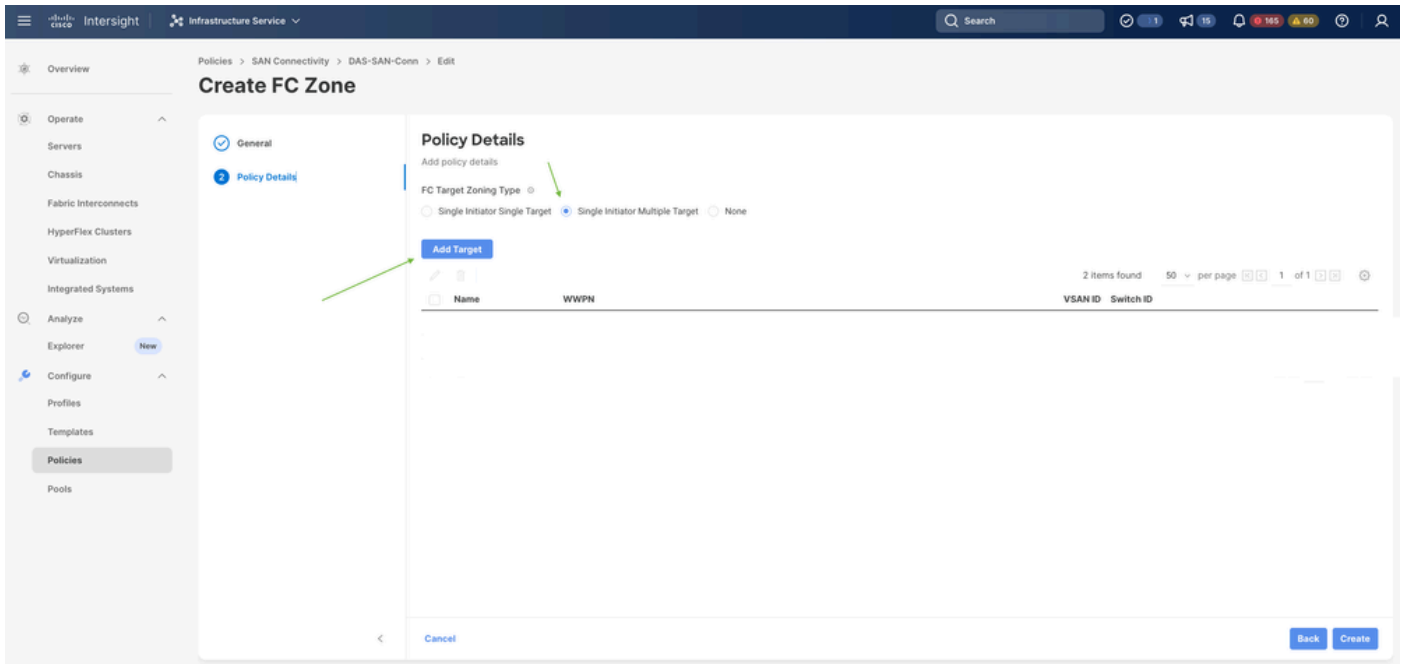 cisco Intersight Infrastructure Service Search 1 15 165 60
Overview
Operate
Servers
Chassis
Fabric Interconnects
HyperFlex Clusters
Virtualization
Integrated Systems
Analyze
Explorer New
Configure
Profiles
Templates
Policies
Pools
Policies > SAN Connectivity > DAS-SAN-Conn > Edit
Create FC Zone
General
2 Policy Details
Policy Details
Add policy details
FC Target Zoning Type
Single Initiator Single Target Single Initiator Multiple Target None
Add Target
2 items found 50 per page 1 of 1
Name WWPN VSAN ID Switch ID
Cancel Back Create